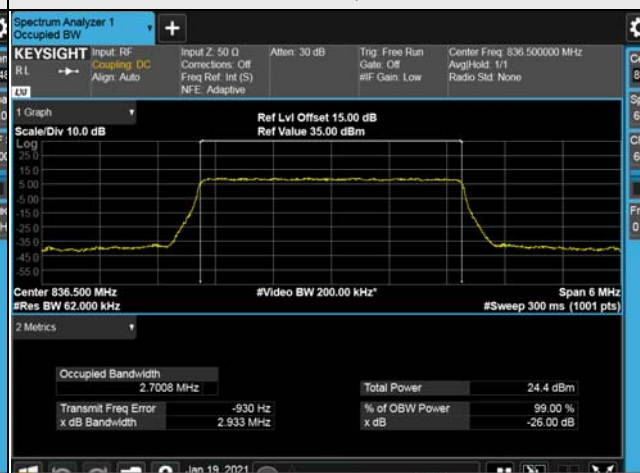 Spectrum Analyzer 1
Occupied BW
+
KEYSIGHT
RL
Input: RF
Coupling: DC
Align: Auto
Input Z: 50 Ω
Corrections: Off
Freq Ref: Int (S)
NFE: Adaptive
Atten: 30 dB
Trig: Free Run
Gate: Off
#IF Gain: Low
Center Freq: 836.500000 MHz
Avg|Hold: 1/1
Radio Std: None
1 Graph
Scale/Div 10.0 dB
Ref Lvl Offset 15.00 dB
Ref Value 35.00 dBm
Log
25.0
15.0
5.00
-5.00
-15.0
-25.0
-35.0
-45.0
-55.0
Center 836.500 MHz
#Video BW 200.00 kHz*
Span 6 MHz
#Res BW 62.000 kHz
#Sweep 300 ms (1001 pts)
2 Metrics
Occupied Bandwidth
2.7008 MHz
Total Power 24.4 dBm
Transmit Freq Error -930 Hz
% of OBW Power 99.00 %
x dB Bandwidth 2.933 MHz
x dB -26.00 dB
Jan 19, 2021